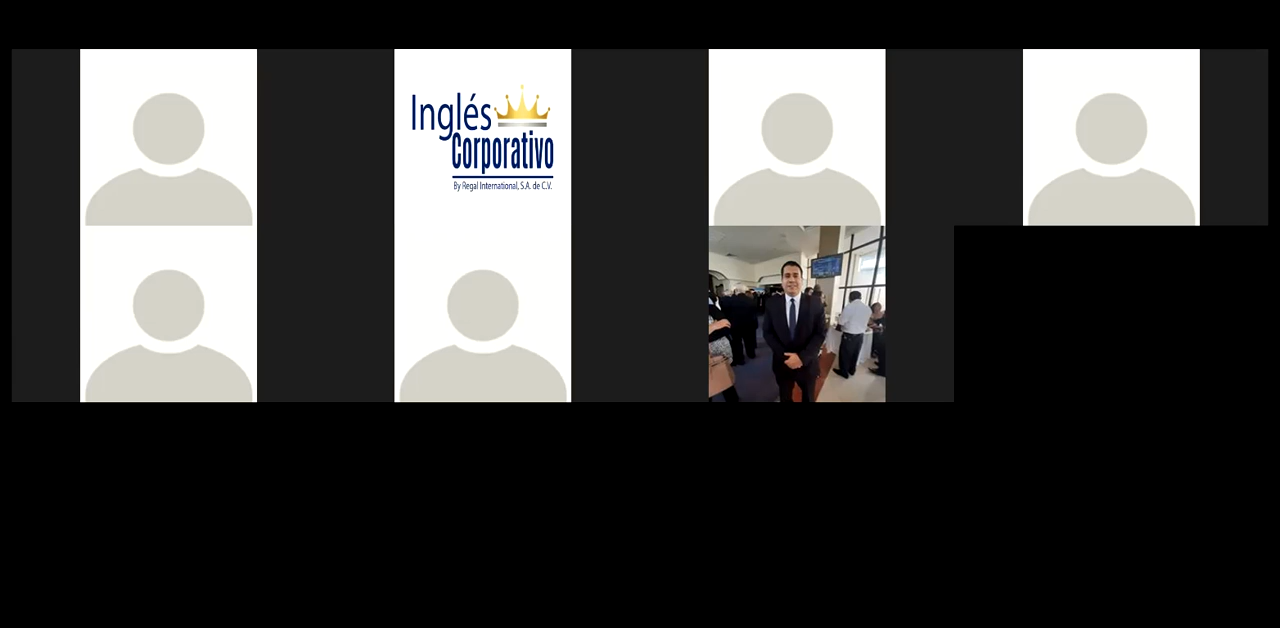 Inglés
Corporativo
By Regal International, S.A. de C.V.